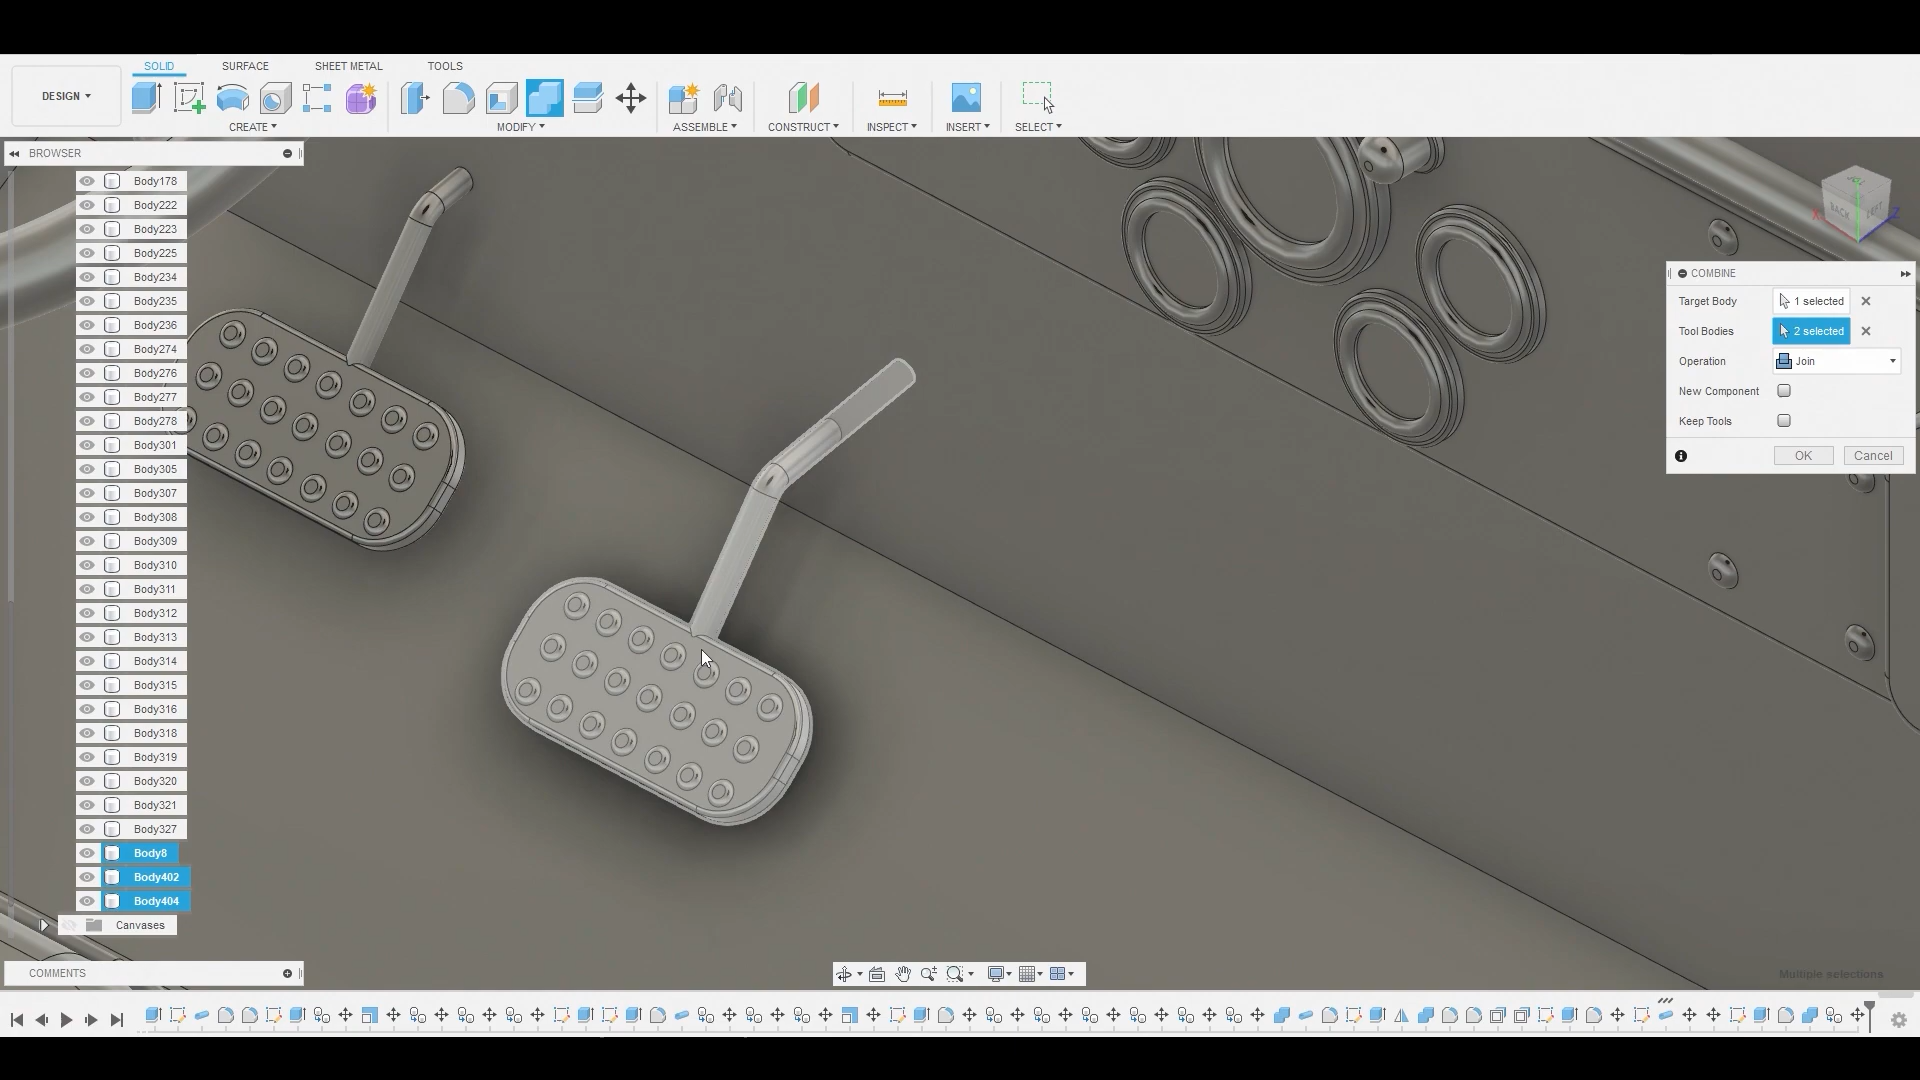 SOLID
SURFACE
SHEET METAL
TOOLS
DESIGN
CREATE
MODIFY
ASSEMBLE
CONSTRUCT
INSPECT
INSERT
SELECT
BROWSER
Body178
Body222
Body223
Body225
Body234
Body235
Body236
Body274
Body276
Body277
Body278
Body301
Body305
Body307
Body308
Body309
Body310
Body311
Body312
Body313
Body314
Body315
Body316
Body318
Body319
Body320
Body321
Body327
Body8
Body402
Body404
Canvases
COMMENTS
BACK
LEFT
X
Z
COMBINE
Target Body 1 selected
Tool Bodies 2 selected
Operation Join
New Component
Keep Tools
OK Cancel
Multiple selections